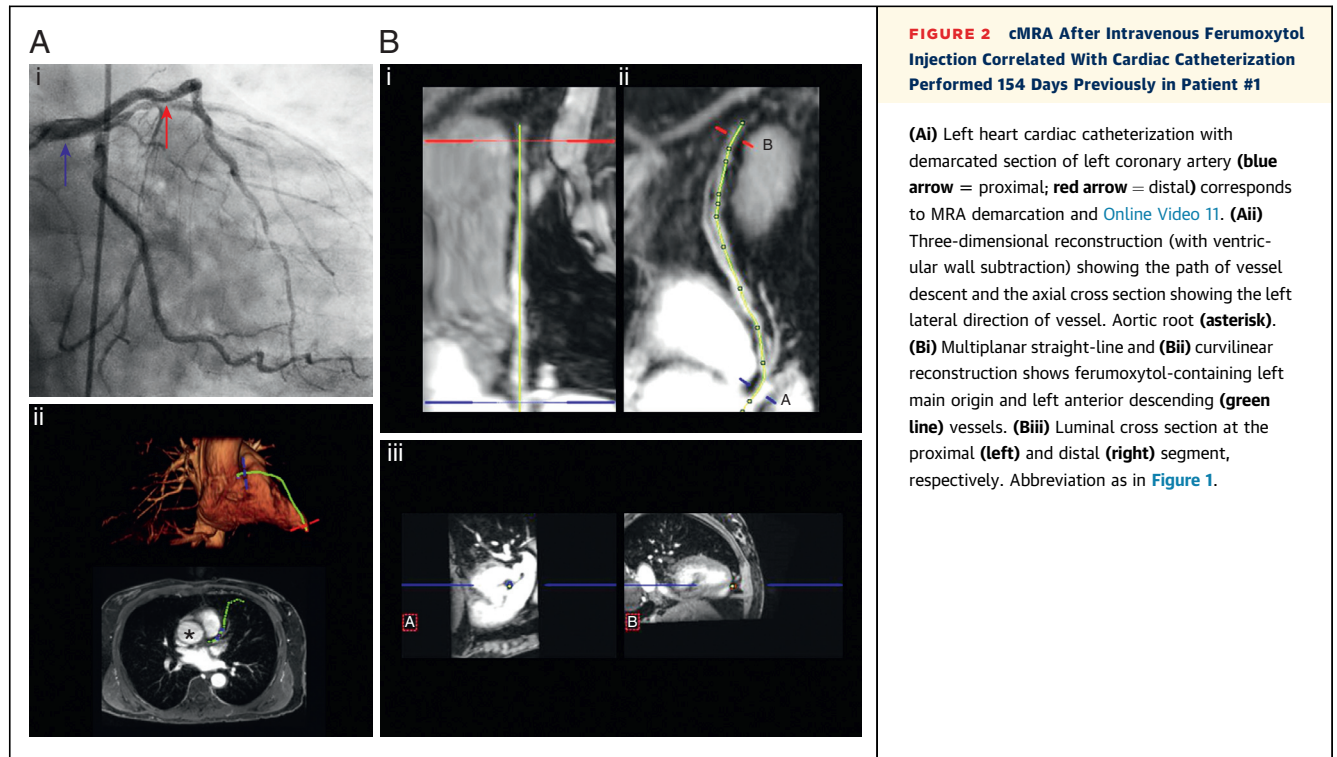 A
B
i
i
ii
B
A
ii
*
iii
A
B
FIGURE 2 cMRA After Intravenous Ferumoxytol
Injection Correlated With Cardiac Catheterization
Performed 154 Days Previously in Patient #1
(Ai) Left heart cardiac catheterization with
demarcated section of left coronary artery (blue
arrow = proximal; red arrow = distal) corresponds
to MRA demarcation and Online Video 11. (Aii)
Three-dimensional reconstruction (with ventric-
ular wall subtraction) showing the path of vessel
descent and the axial cross section showing the left
lateral direction of vessel. Aortic root (asterisk).
(Bi) Multiplanar straight-line and (Bii) curvilinear
reconstruction shows ferumoxytol-containing left
main origin and left anterior descending (green
line) vessels. (Biii) Luminal cross section at the
proximal (left) and distal (right) segment,
respectively. Abbreviation as in Figure 1.